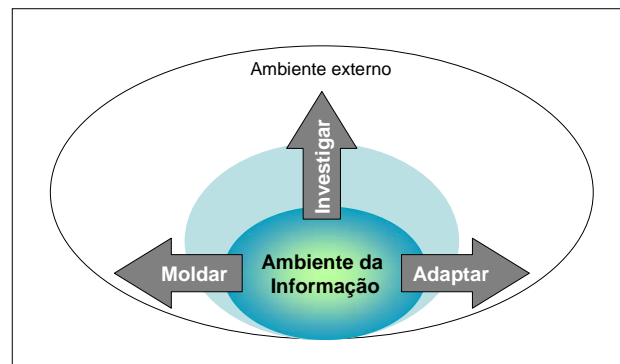 Ambiente externo
Investigar
Moldar
Ambiente da
Informação
Adaptar